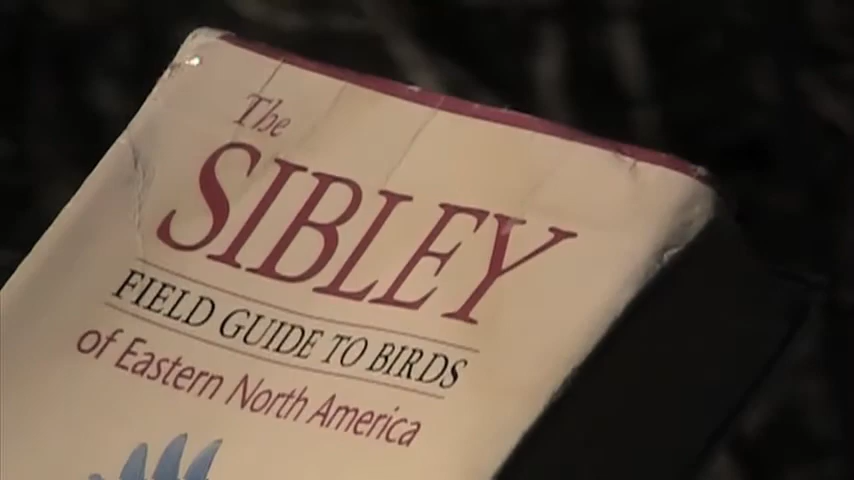 The
SIBLEY
FIELD GUIDE TO BIRDS
of Eastern North America